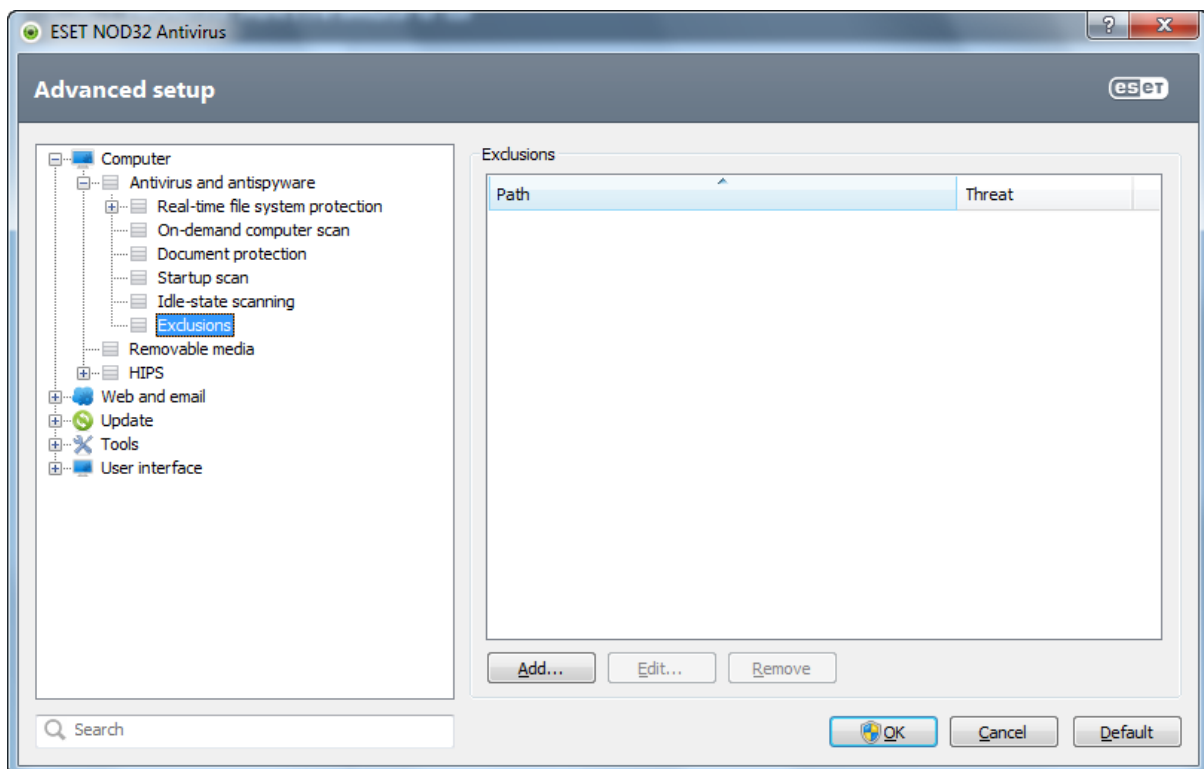 ESET NOD32 Antivirus
?
X
Advanced setup
eset
Computer
Antivirus and antispyware
Real-time file system protection
On-demand computer scan
Document protection
Startup scan
Idle-state scanning
Exclusions
Removable media
HIPS
Web and email
Update
Tools
User interface
Search
Exclusions
Path Threat
Add... Edit... Remove
OK Cancel Default